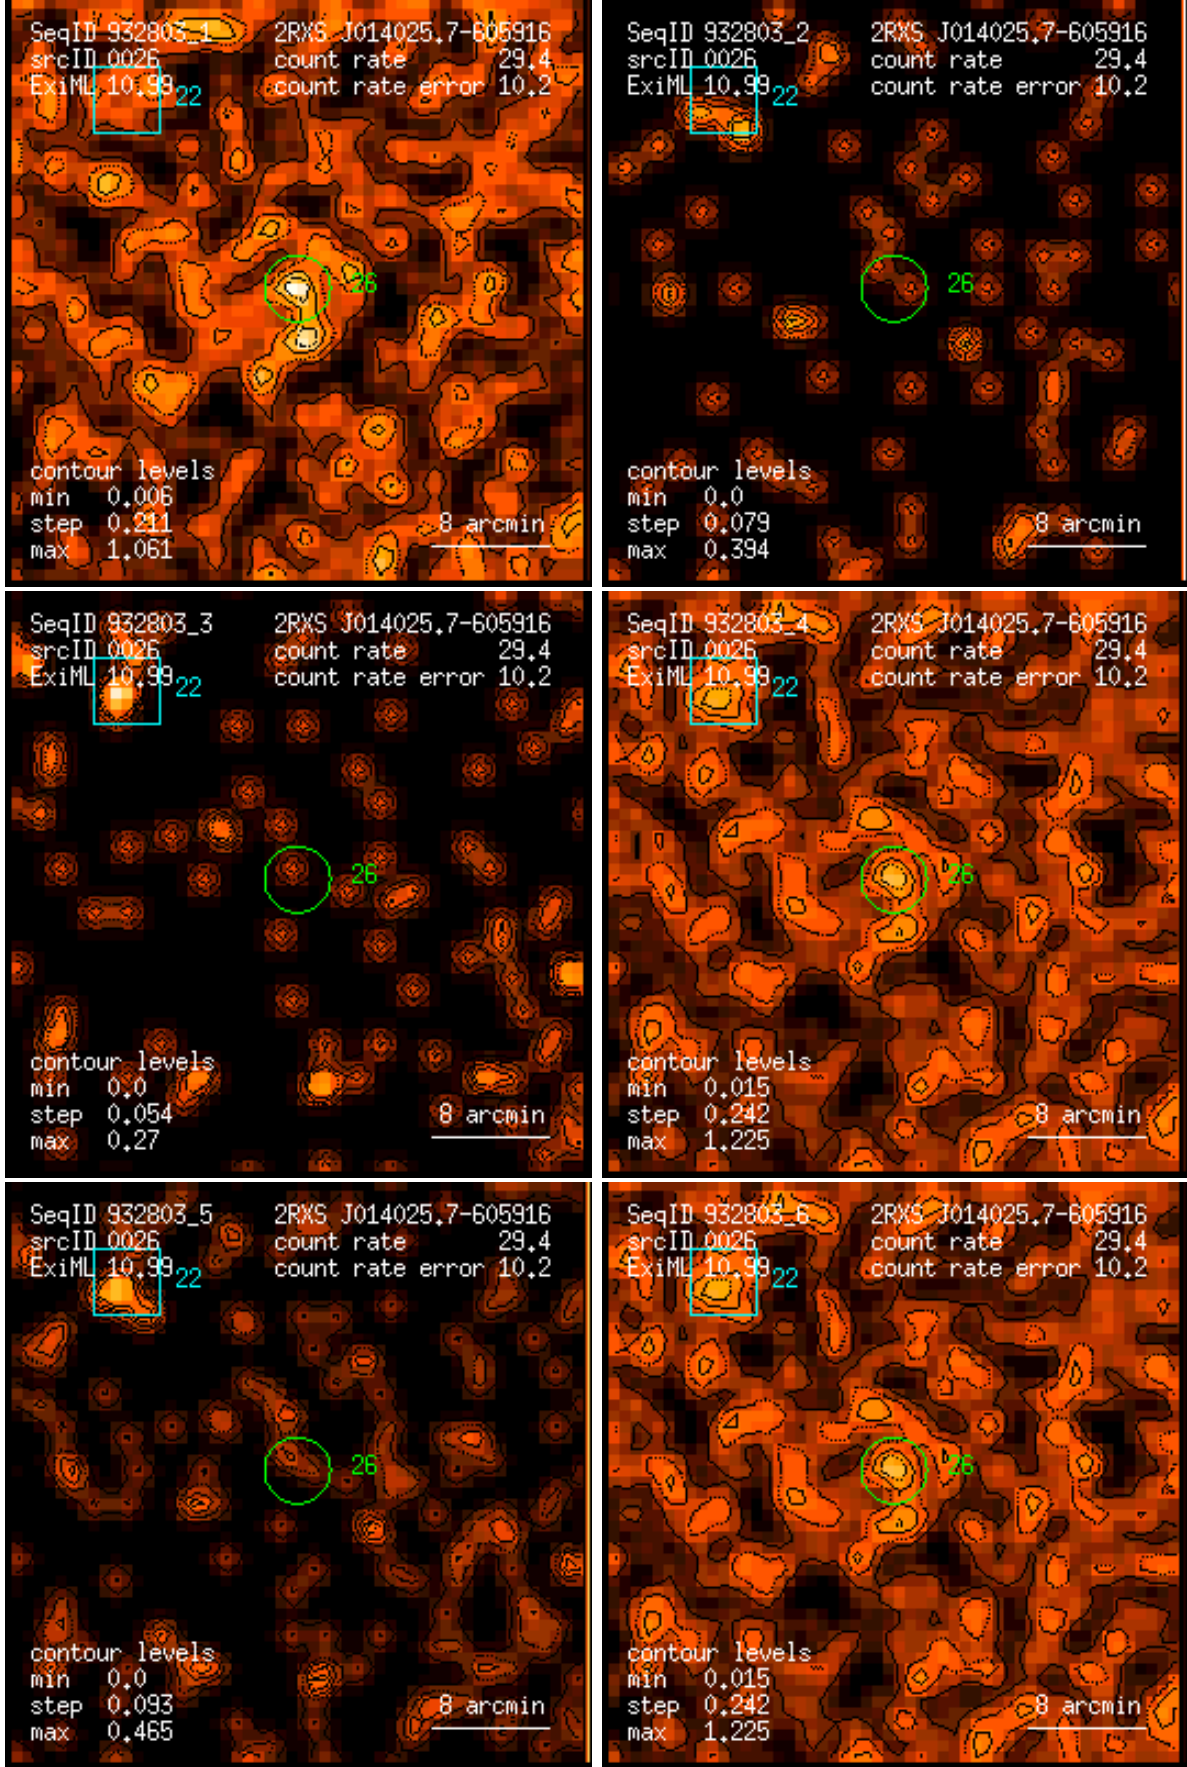 SeqID 932803_1 2RXS J014025.7-605916
srcID 0026 count rate 29.4
ExiML 10.99 22 count rate error 10.2
26
contour levels
min 0.006
step 0.211 8 arcmin
max 1.061
SeqID 932803_2 2RXS J014025.7-605916
srcID 0026 count rate 29.4
ExiML 10.99 22 count rate error 10.2
26
contour levels
min 0.0
step 0.079 8 arcmin
max 0.394
SeqID 932803_3 2RXS J014025.7-605916
srcID 0026 count rate 29.4
ExiML 10.99 22 count rate error 10.2
26
contour levels
min 0.0
step 0.054 8 arcmin
max 0.27
SeqID 932803_4 2RXS J014025.7-605916
srcID 0026 count rate 29.4
ExiML 10.99 22 count rate error 10.2
26
contour levels
min 0.015
step 0.242 8 arcmin
max 1.225
SeqID 932803_5 2RXS J014025.7-605916
srcID 0026 count rate 29.4
ExiML 10.99 22 count rate error 10.2
26
contour levels
min 0.0
step 0.093 8 arcmin
max 0.465
SeqID 932803_6 2RXS J014025.7-605916
srcID 0026 count rate 29.4
ExiML 10.99 22 count rate error 10.2
26
contour levels
min 0.015
step 0.242 8 arcmin
max 1.225